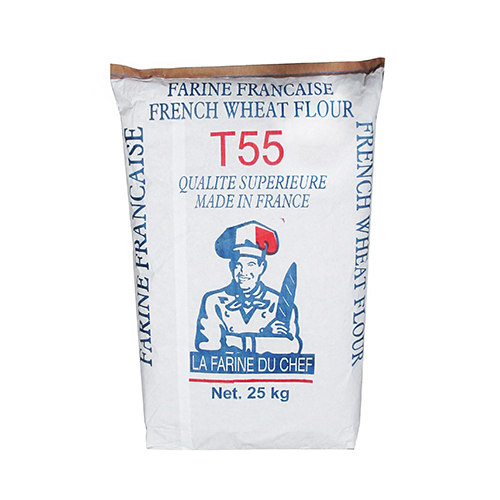 FARINE FRANCAISE
FRENCH WHEAT FLOUR
T55
QUALITE SUPERIEURE
MADE IN FRANCE
FARINE FRANCAISE
FRENCH WHEAT FLOUR
LA FARINE DU CHEF
Net. 25 kg